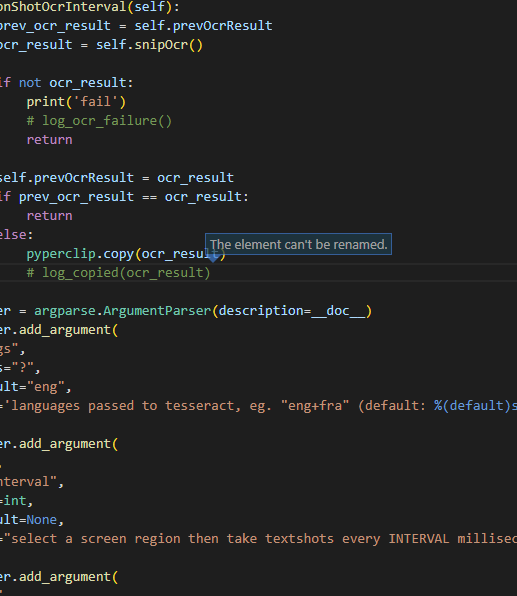 onShotOcrInterval(self):
prev_ocr_result = self.prevOcrResult
ocr_result = self.snipOcr()
if not ocr_result:
print('fail')
# log_ocr_failure()
return
self.prevOcrResult = ocr_result
if prev_ocr_result == ocr_result:
return
else:
The element can't be renamed.
pyperclip.copy(ocr_result)
# log_copied(ocr_result)
er = argparse.ArgumentParser(description=__doc__)
er.add_argument(
gs",
s="?",
ult="eng",
='languages passed to tesseract, eg. "eng+fra" (default: %(default)s
er.add_argument(
,
nterval",
=int,
ult=None,
="select a screen region then take textshots every INTERVAL millisec
er.add_argument(